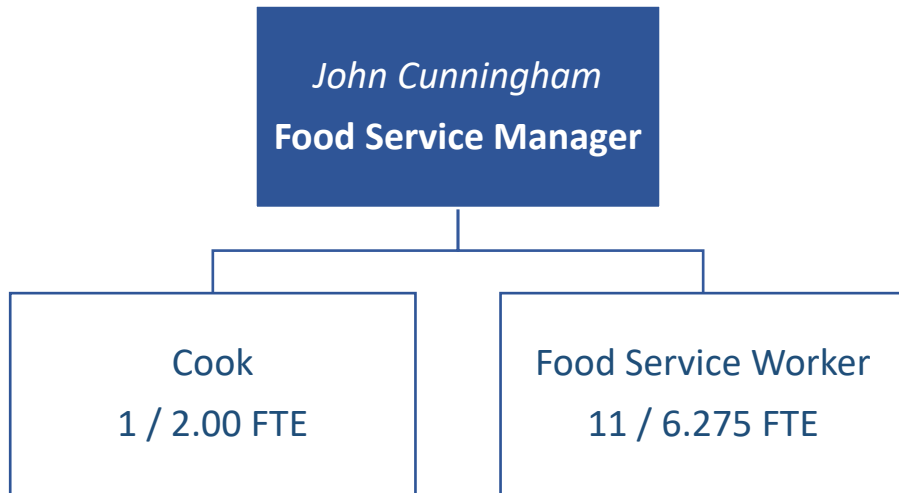 John Cunningham
Food Service Manager
Cook
1 / 2.00 FTE
Food Service Worker
11 / 6.275 FTE